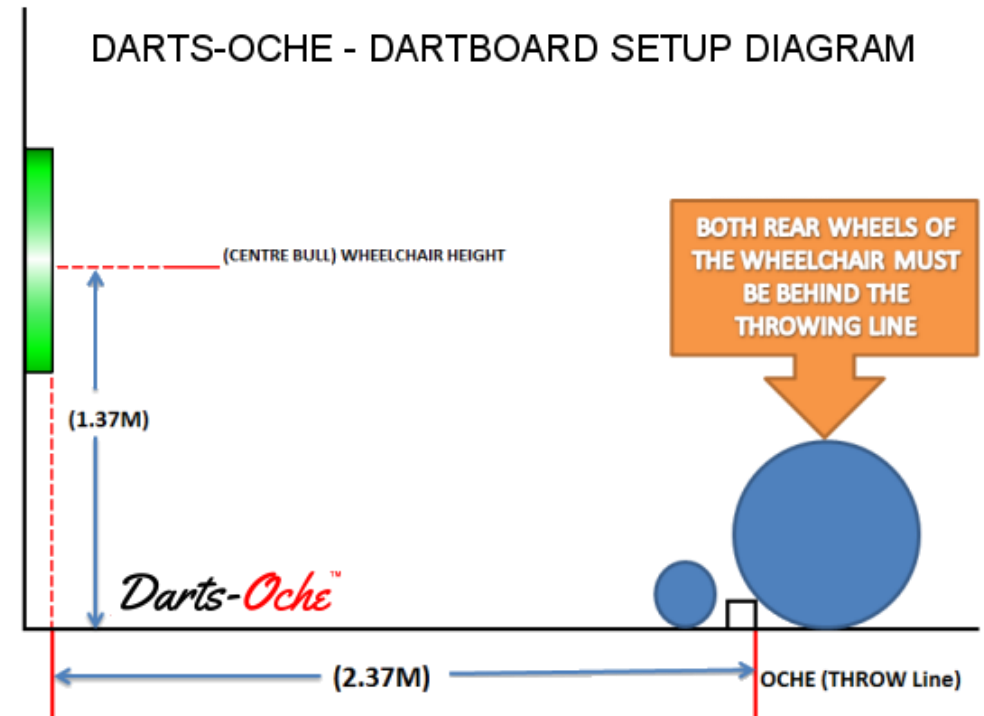 DARTS-OCHE - DARTBOARD SETUP DIAGRAM
BOTH REAR WHEELS OF
THE WHEELCHAIR MUST
BE BEHIND THE
THROWING LINE
(CENTRE BULL) WHEELCHAIR HEIGHT
(1.37M)
Darts-Oche™
(2.37M)
OCHE (THROW Line)